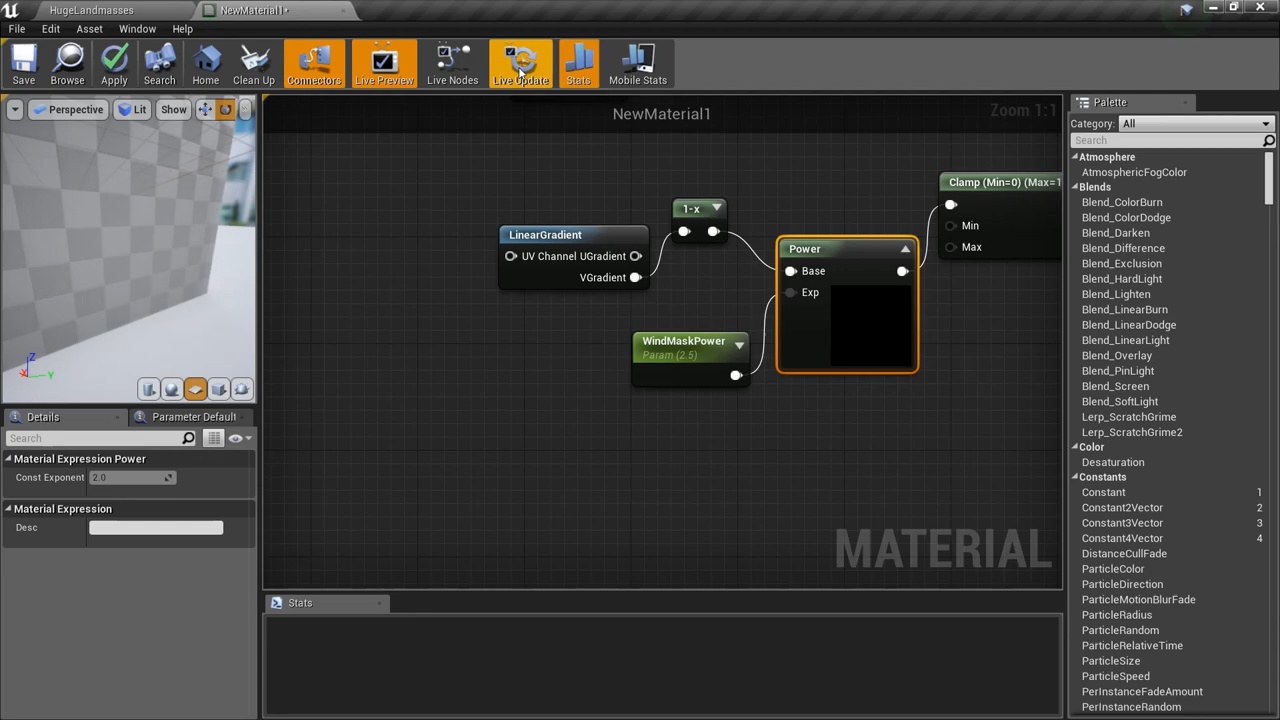 HugeLandmasses
NewMaterial1*
File Edit Asset Window Help
Save Browse Apply Search Home Clean Up Connectors Live Preview Live Nodes Live Update Stats Mobile Stats
Perspective Lit Show
NewMaterial1
Zoom 1:1
Palette
Category: All
Search
Atmosphere
AtmosphericFogColor
Blends
Blend_ColorBurn
Blend_ColorDodge
Blend_Darken
Blend_Difference
Blend_Exclusion
Blend_HardLight
Blend_Lighten
Blend_LinearBurn
Blend_LinearDodge
Blend_LinearLight
Blend_Overlay
Blend_PinLight
Blend_Screen
Blend_SoftLight
Lerp_ScratchGrime
Lerp_ScratchGrime2
Color
Desaturation
Constants
Constant 1
Constant2Vector 2
Constant3Vector 3
Constant4Vector 4
DistanceCullFade
ParticleColor
ParticleDirection
ParticleMotionBlurFade
ParticleRadius
ParticleRandom
ParticleRelativeTime
ParticleSize
ParticleSpeed
PerInstanceFadeAmount
PerInstanceRandom
LinearGradient
UV Channel UGradient
VGradient
1-x
WindMaskPower
Param (2.5)
Power
Base
Exp
Clamp (Min=0) (Max=1
Min
Max
MATERIAL
Z
X
Y
Details
Parameter Default
Search
Material Expression Power
Const Exponent 2.0
Material Expression
Desc
Stats